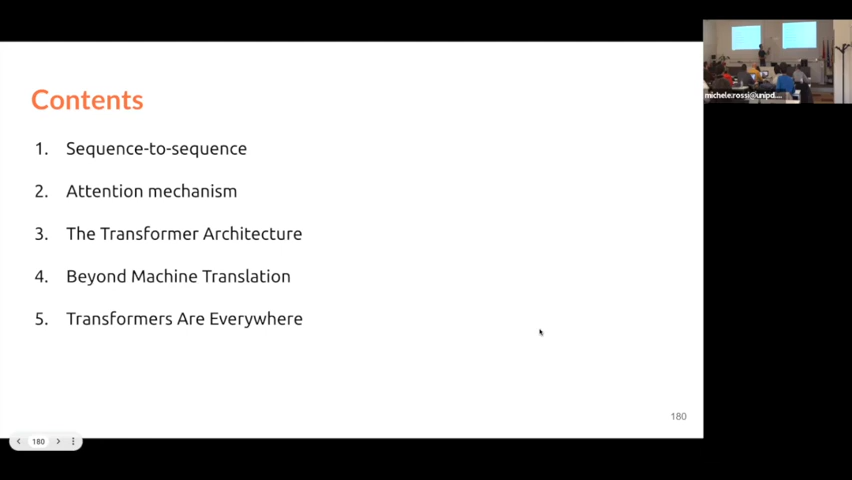 Contents
1. Sequence-to-sequence
2. Attention mechanism
3. The Transformer Architecture
4. Beyond Machine Translation
5. Transformers Are Everywhere
180
180
michele.rossi@unipd....